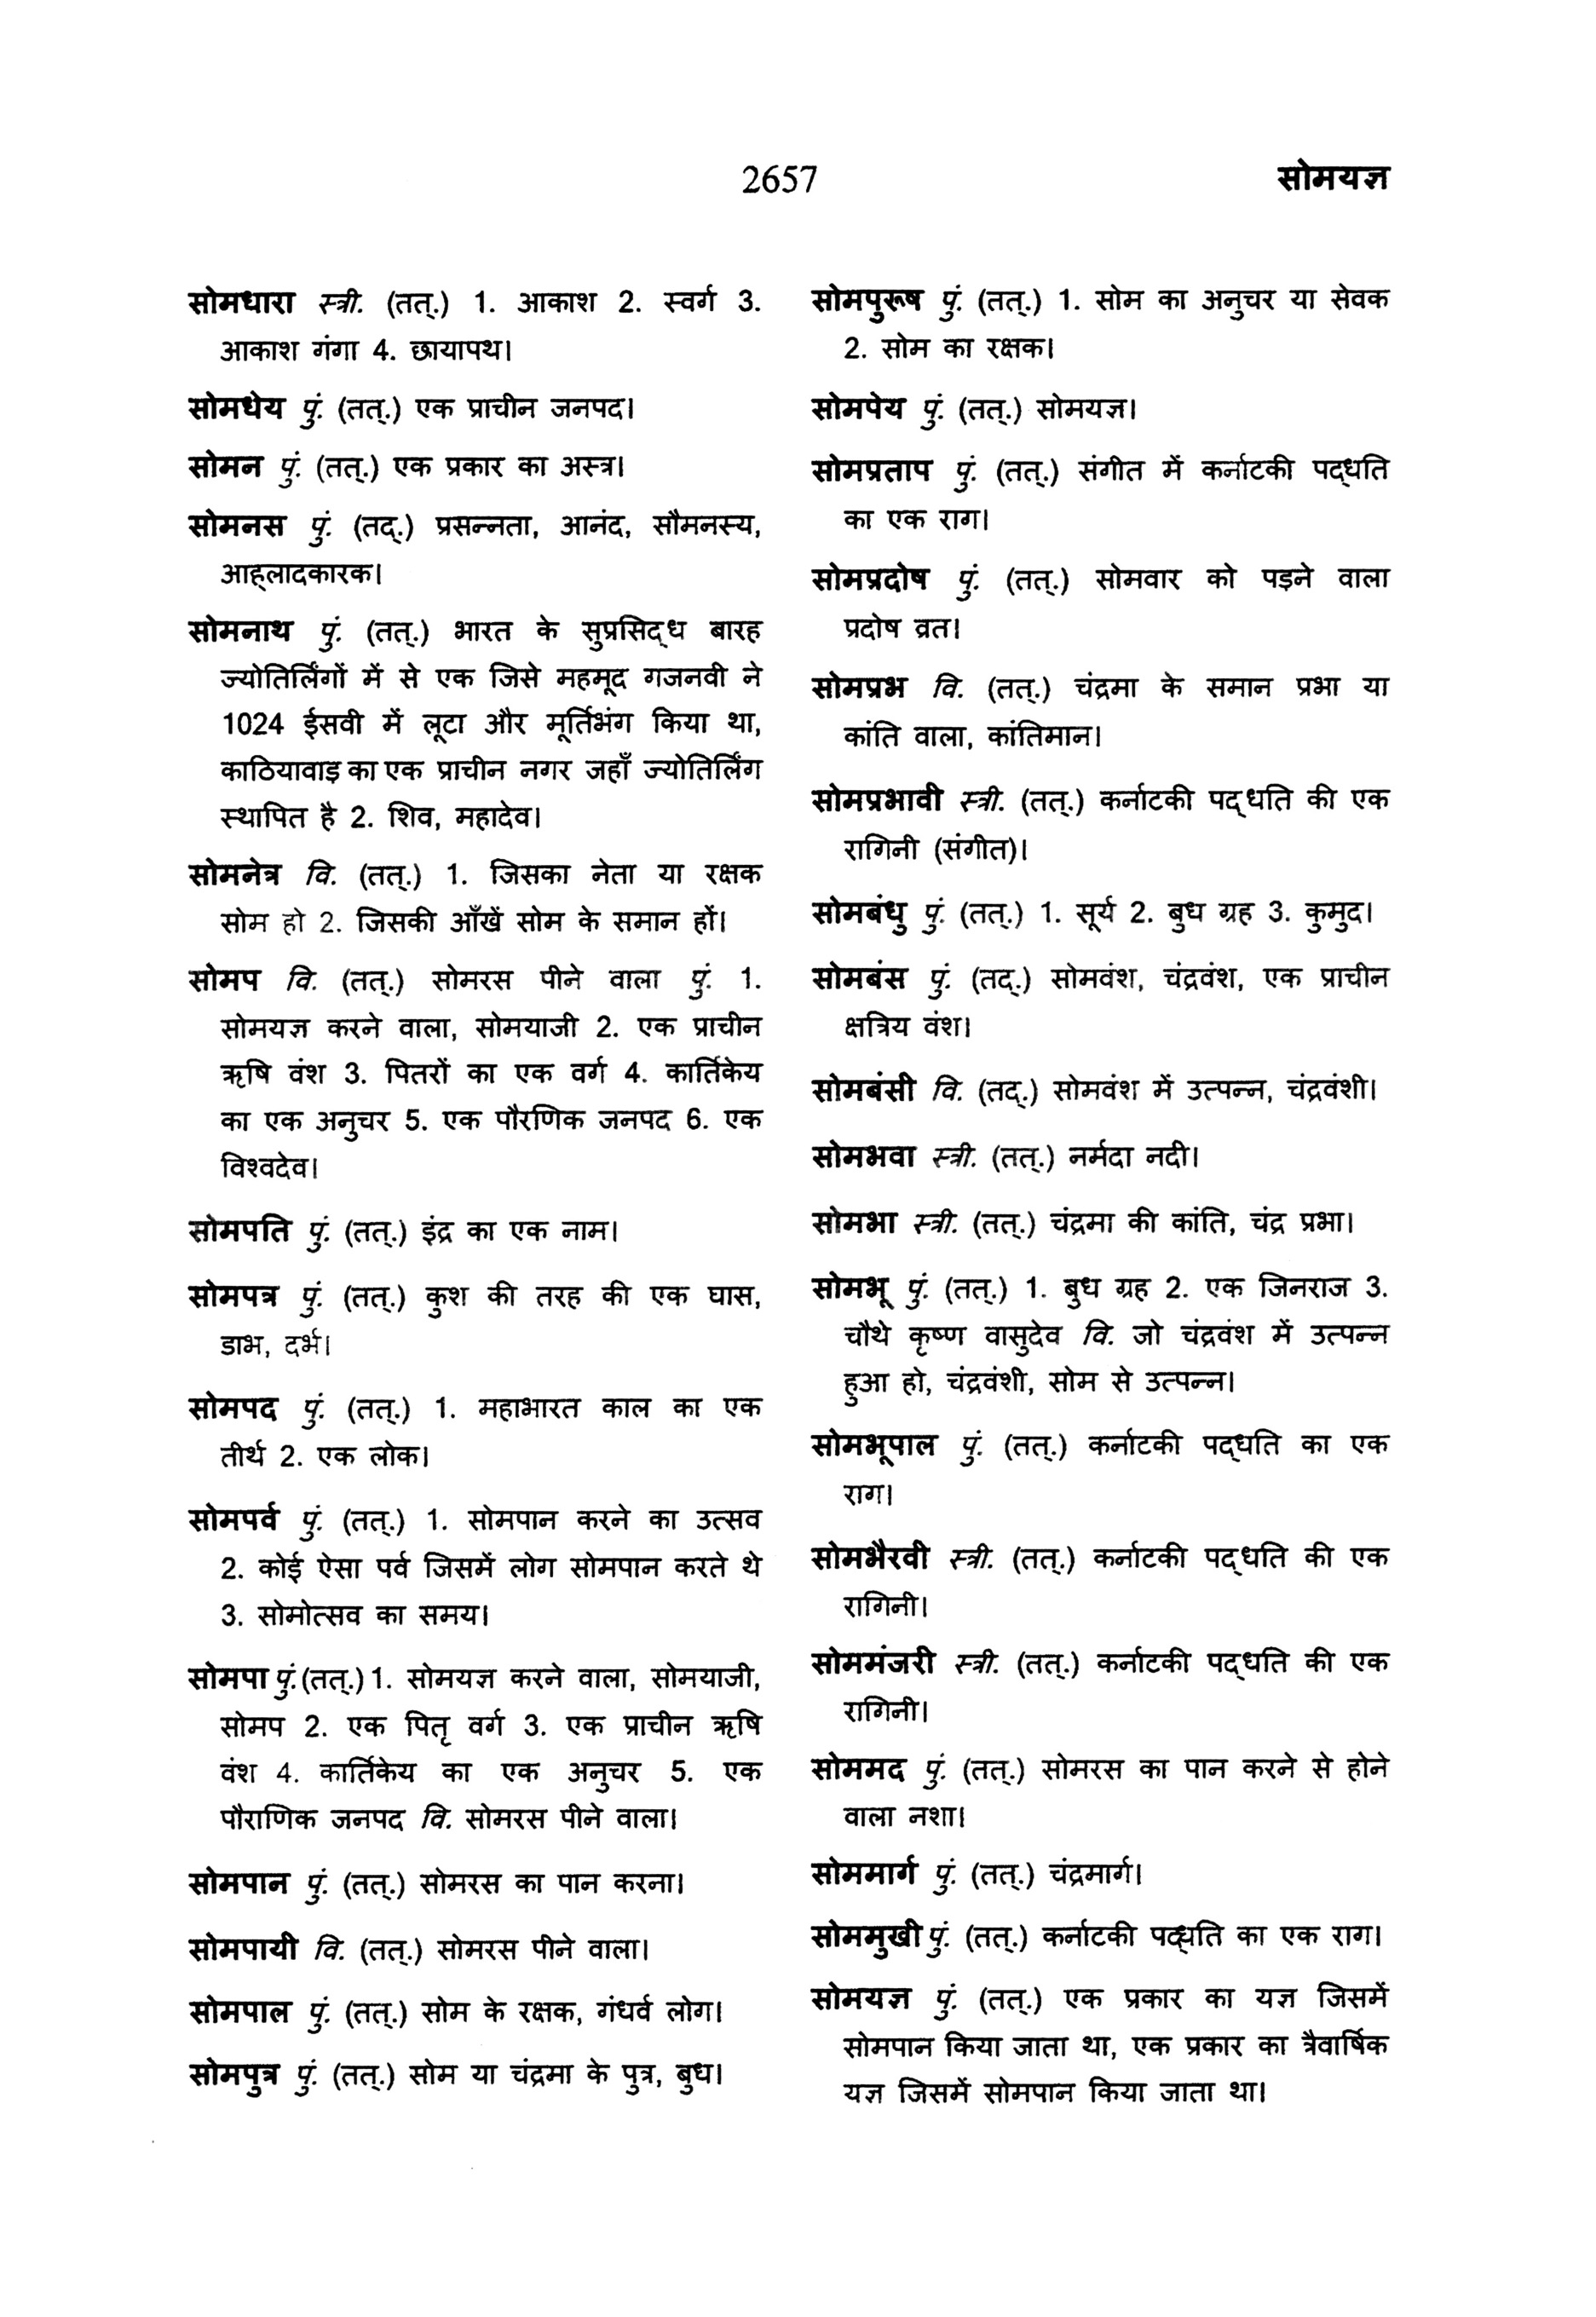 2657 सोमयज्ञ
सोमधारा स्त्री. (तत्.) 1. आकाश 2. स्वर्ग 3.
आकाश गंगा 4. छायापथ।
सोमधेय पुं. (तत्.) एक प्राचीन जनपद।
सोमन पुं. (तत्.) एक प्रकार का अस्त्र।
सोमनस पुं. (तद्.) प्रसन्नता, आनंद, सौमनस्य,
आह्लादकारक।
सोमनाथ पुं. (तत्.) भारत के सुप्रसिद्ध बारह
ज्योतिर्लिंगों में से एक जिसे महमूद गजनवी ने
1024 ईसवी में लूटा और मूर्तिभंग किया था,
काठियावाड़ का एक प्राचीन नगर जहाँ ज्योतिर्लिंग
स्थापित है 2. शिव, महादेव।
सोमनेत्र वि. (तत्.) 1. जिसका नेता या रक्षक
सोम हो 2. जिसकी आँखें सोम के समान हों।
सोमप वि. (तत्.) सोमरस पीने वाला पुं. 1.
सोमयज्ञ करने वाला, सोमयाजी 2. एक प्राचीन
ऋषि वंश 3. पितरों का एक वर्ग 4. कार्तिकेय
का एक अनुचर 5. एक पौरणिक जनपद 6. एक
विश्वदेव।
सोमपति पुं. (तत्.) इंद्र का एक नाम।
सोमपत्र पुं. (तत्.) कुश की तरह की एक घास,
डाभ, दर्भ।
सोमपद पुं. (तत्.) 1. महाभारत काल का एक
तीर्थ 2. एक लोक।
सोमपर्व पुं. (तत्.) 1. सोमपान करने का उत्सव
2. कोई ऐसा पर्व जिसमें लोग सोमपान करते थे
3. सोमोत्सव का समय।
सोमपा पुं. (तत्.) 1. सोमयज्ञ करने वाला, सोमयाजी,
सोमप 2. एक पितृ वर्ग 3. एक प्राचीन ऋषि
वंश 4. कार्तिकेय का एक अनुचर 5. एक
पौराणिक जनपद वि. सोमरस पीने वाला।
सोमपान पुं. (तत्.) सोमरस का पान करना।
सोमपायी वि. (तत्.) सोमरस पीने वाला।
सोमपाल पुं. (तत्.) सोम के रक्षक, गंधर्व लोग।
सोमपुत्र पुं. (तत्.) सोम या चंद्रमा के पुत्र, बुध।
सोमपुरूष पुं. (तत्.) 1. सोम का अनुचर या सेवक
2. सोम का रक्षक।
सोमपेय पुं. (तत्.) सोमयज्ञ।
सोमप्रताप पुं. (तत्.) संगीत में कर्नाटकी पद्धति
का एक राग।
सोमप्रदोष पुं. (तत्.) सोमवार को पड़ने वाला
प्रदोष व्रत।
सोमप्रभ वि. (तत्.) चंद्रमा के समान प्रभा या
कांति वाला, कांतिमान।
सोमप्रभावी स्त्री. (तत्.) कर्नाटकी पद्धति की एक
रागिनी (संगीत)।
सोमबंधु पुं. (तत्.) 1. सूर्य 2. बुध ग्रह 3. कुमुद।
सोमबंस पुं. (तद्.) सोमवंश, चंद्रवंश, एक प्राचीन
क्षत्रिय वंश।
सोमबंसी वि. (तद्.) सोमवंश में उत्पन्न, चंद्रवंशी।
सोमभवा स्त्री. (तत्.) नर्मदा नदी।
सोमभा स्त्री. (तत्.) चंद्रमा की कांति, चंद्र प्रभा।
सोमभू पुं. (तत्.) 1. बुध ग्रह 2. एक जिनराज 3.
चौथे कृष्ण वासुदेव वि. जो चंद्रवंश में उत्पन्न
हुआ हो, चंद्रवंशी, सोम से उत्पन्न।
सोमभूपाल पुं. (तत्.) कर्नाटकी पद्धति का एक
राग।
सोमभैरवी स्त्री. (तत्.) कर्नाटकी पद्धति की एक
रागिनी।
सोममंजरी स्त्री. (तत्.) कर्नाटकी पद्धति की एक
रागिनी।
सोममद पुं. (तत्.) सोमरस का पान करने से होने
वाला नशा।
सोममार्ग पुं. (तत्.) चंद्रमार्ग।
सोममुखी पुं. (तत्.) कर्नाटकी पद्धति का एक राग।
सोमयज्ञ पुं. (तत्.) एक प्रकार का यज्ञ जिसमें
सोमपान किया जाता था, एक प्रकार का त्रैवार्षिक
यज्ञ जिसमें सोमपान किया जाता था।